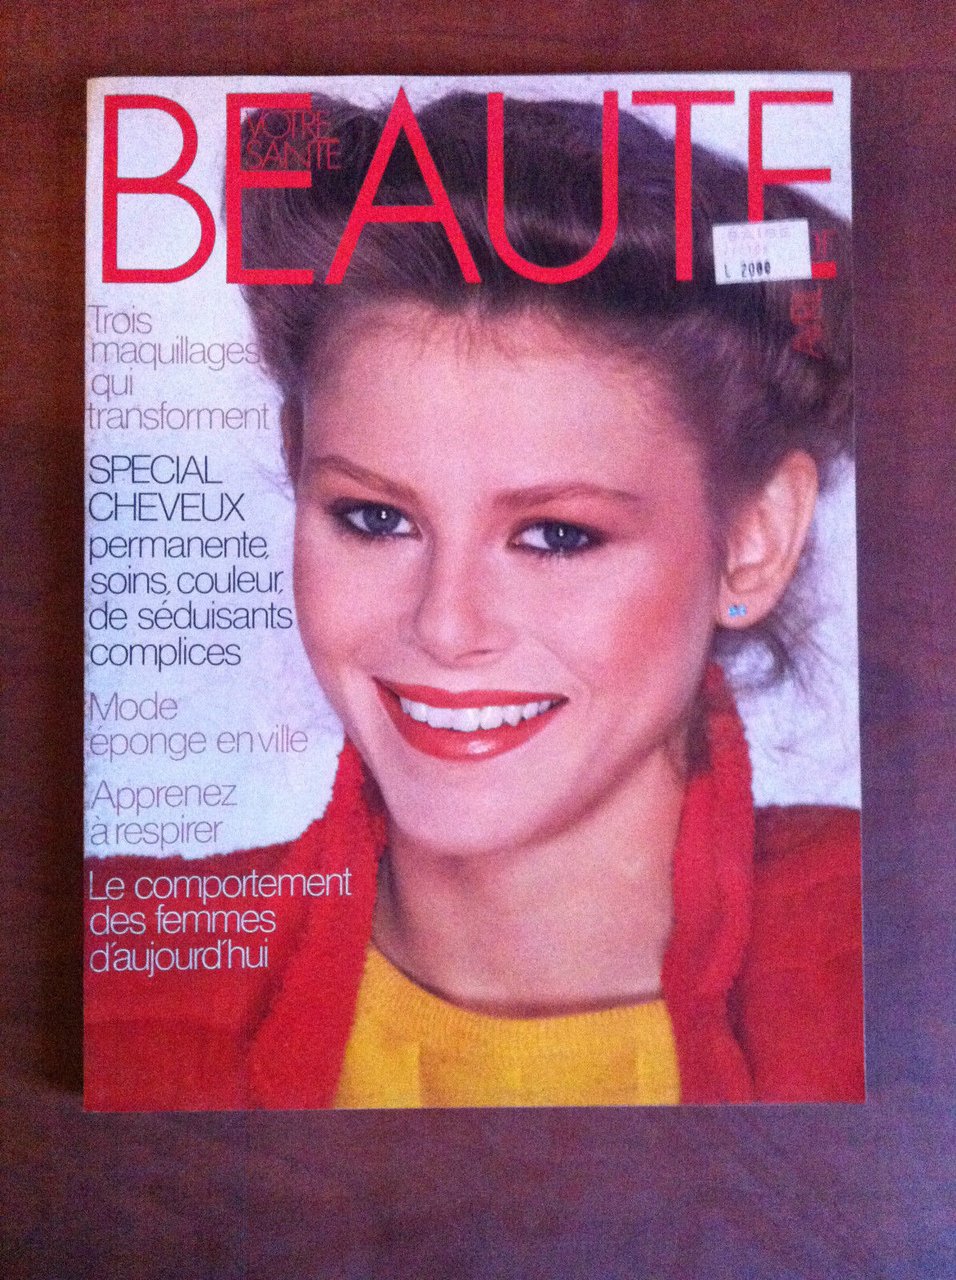 BEAUTE
VOTRE
SANTE
L 2000
Trois
maquillages
qui
transforment
SPECIAL
CHEVEUX
permanente,
soins, couleur,
de séduisants
complices
Mode
éponge en ville
Apprenez
à respirer
Le comportement
des femmes
d'aujourd'hui